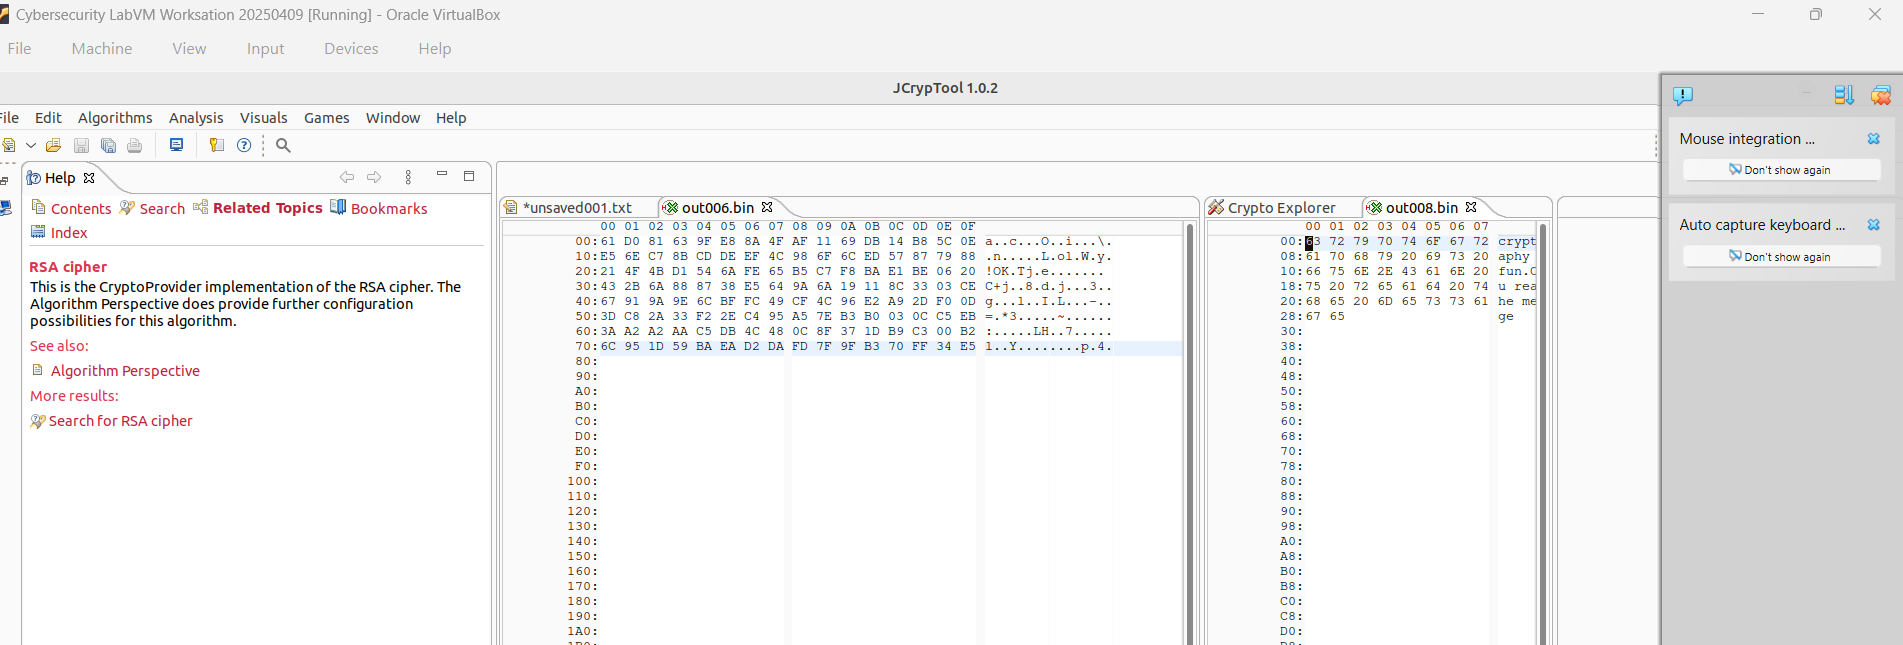 Cybersecurity LabVM Worksation 20250409 [Running] - Oracle VirtualBox
File Machine View Input Devices Help
JCrypTool 1.0.2
File Edit Algorithms Analysis Visuals Games Window Help
Help
Contents Search Related Topics Bookmarks
Index
RSA cipher
This is the CryptoProvider implementation of the RSA cipher. The
Algorithm Perspective does provide further configuration
possibilities for this algorithm.
See also:
Algorithm Perspective
More results:
Search for RSA cipher
*unsaved001.txt out006.bin
00 01 02 03 04 05 06 07 08 09 0A 0B 0C 0D 0E 0F
00:61 D0 81 63 9F E8 8A 4F AF 11 69 DB 14 B8 5C 0E a..c...O..i...\.
10:E5 6E C7 8B CD DE EF 4C 98 6F 6C ED 57 87 79 88 .n.....L.ol.W.y.
20:21 4F 4B D1 54 6A FE 65 B5 C7 F8 BA E1 BE 06 20 !OK.Tj.e.......
30:43 2B 6A 88 87 38 E5 64 9A 6A 19 11 8C 33 03 CE C+j..8.d.j...3..
40:67 91 9A 9E 6C BF FC 49 CF 4C 96 E2 A9 2D F0 0D g...l..I.L...-..
50:3D C8 2A 33 F2 2E C4 95 A5 7E B3 B0 03 0C C5 EB =.*3.....~......
60:3A A2 A2 AA C5 DB 4C 48 0C 8F 37 1D B9 C3 00 B2 :.....LH..7.....
70:6C 95 1D 59 BA EA D2 DA FD 7F 9F B3 70 FF 34 E5 l..Y........p.4.
80:
90:
A0:
B0:
C0:
D0:
E0:
F0:
100:
110:
120:
130:
140:
150:
160:
170:
180:
190:
1A0:
Crypto Explorer out008.bin
00 01 02 03 04 05 06 07
00:63 72 79 70 74 6F 67 72 crypt
08:61 70 68 79 20 69 73 20 aphy
10:66 75 6E 2E 43 61 6E 20 fun.C
18:75 20 72 65 61 64 20 74 u rea
20:68 65 20 6D 65 73 73 61 he me
28:67 65 ge
30:
38:
40:
48:
50:
58:
60:
68:
70:
78:
80:
88:
90:
98:
A0:
A8:
B0:
B8:
C0:
C8:
D0:
Mouse integration ...
Don't show again
Auto capture keyboard ...
Don't show again